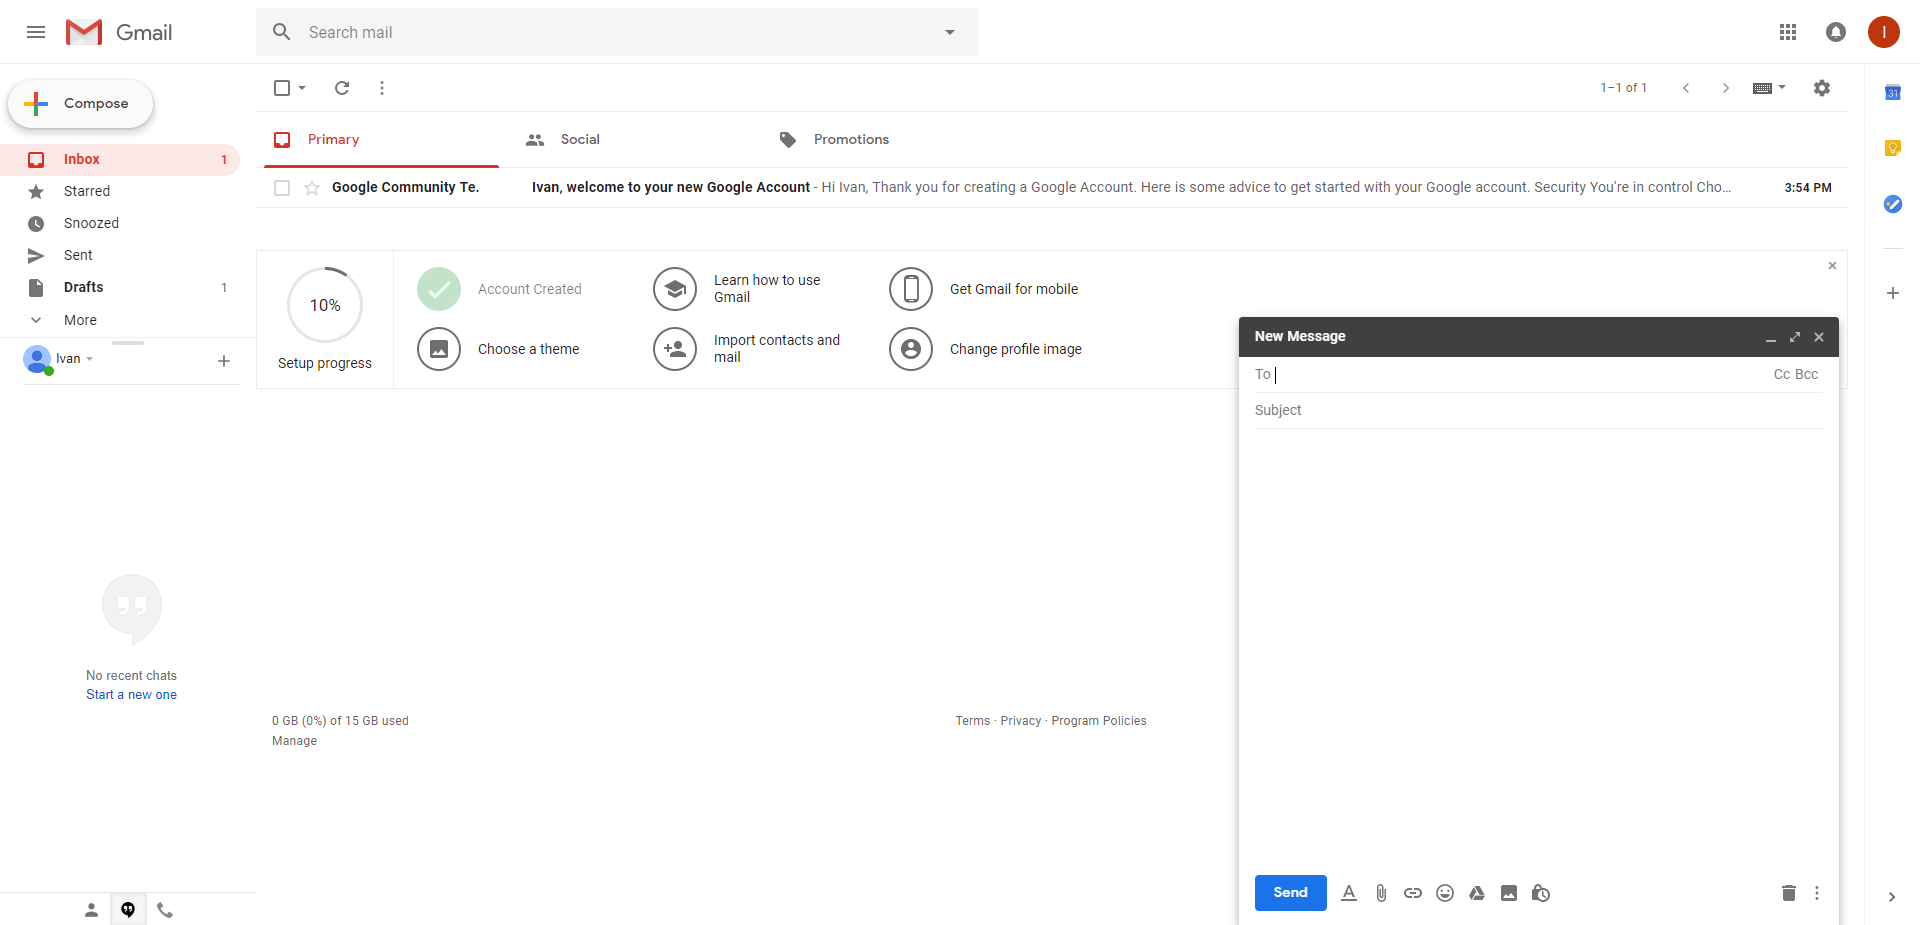 Gmail
Search mail
I
Compose
1–1 of 1
31
Primary
Social
Promotions
Inbox 1
Starred
Snoozed
Sent
Drafts 1
More
Ivan
Google Community Te. Ivan, welcome to your new Google Account - Hi Ivan, Thank you for creating a Google Account. Here is some advice to get started with your Google account. Security You're in control Cho… 3:54 PM
10%
Setup progress
Account Created
Learn how to use
Gmail
Get Gmail for mobile
Choose a theme
Import contacts and
mail
Change profile image
New Message
To Cc Bcc
Subject
No recent chats
Start a new one
0 GB (0%) of 15 GB used
Manage
Terms · Privacy · Program Policies
Send